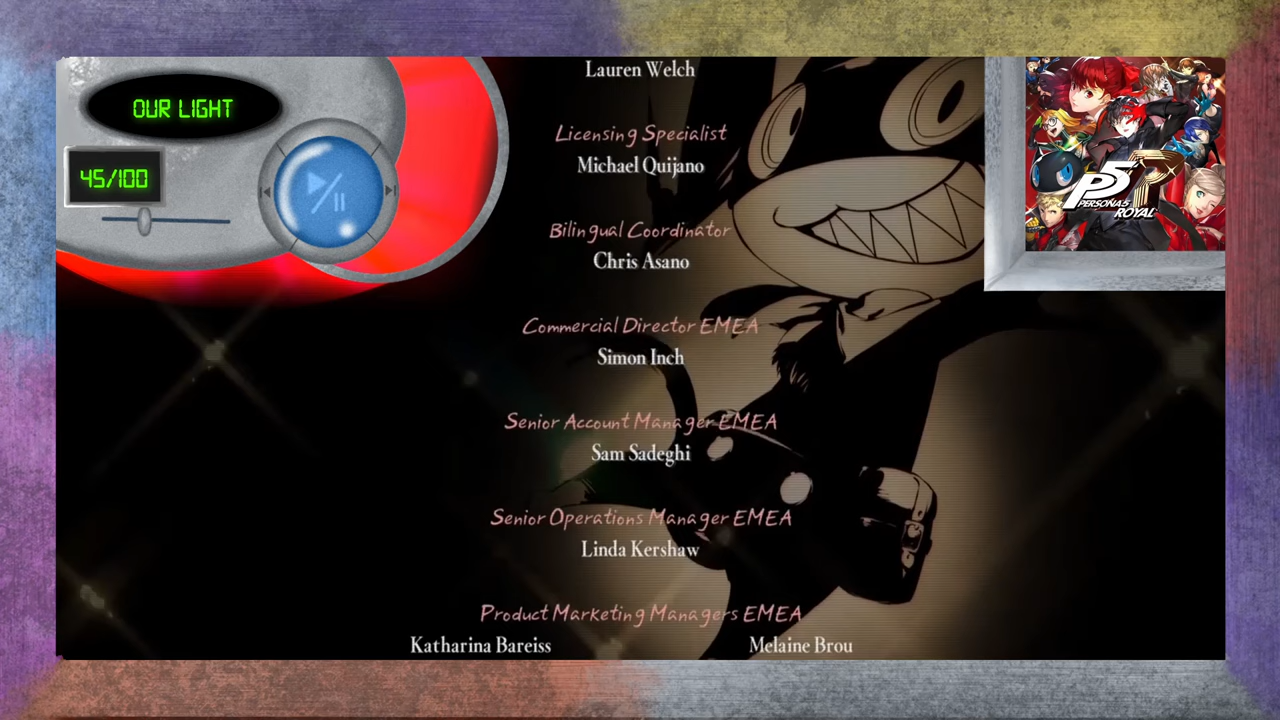 OUR LIGHT
45/100
Lauren Welch
Licensing Specialist
Michael Quijano
Bilingual Coordinator
Chris Asano
Commercial Director EMEA
Simon Inch
Senior Account Manager EMEA
Sam Sadeghi
Senior Operations Manager EMEA
Linda Kershaw
Product Marketing Managers EMEA
Katharina Bareiss Melaine Brou
P5R
PERSONA5
ROYAL